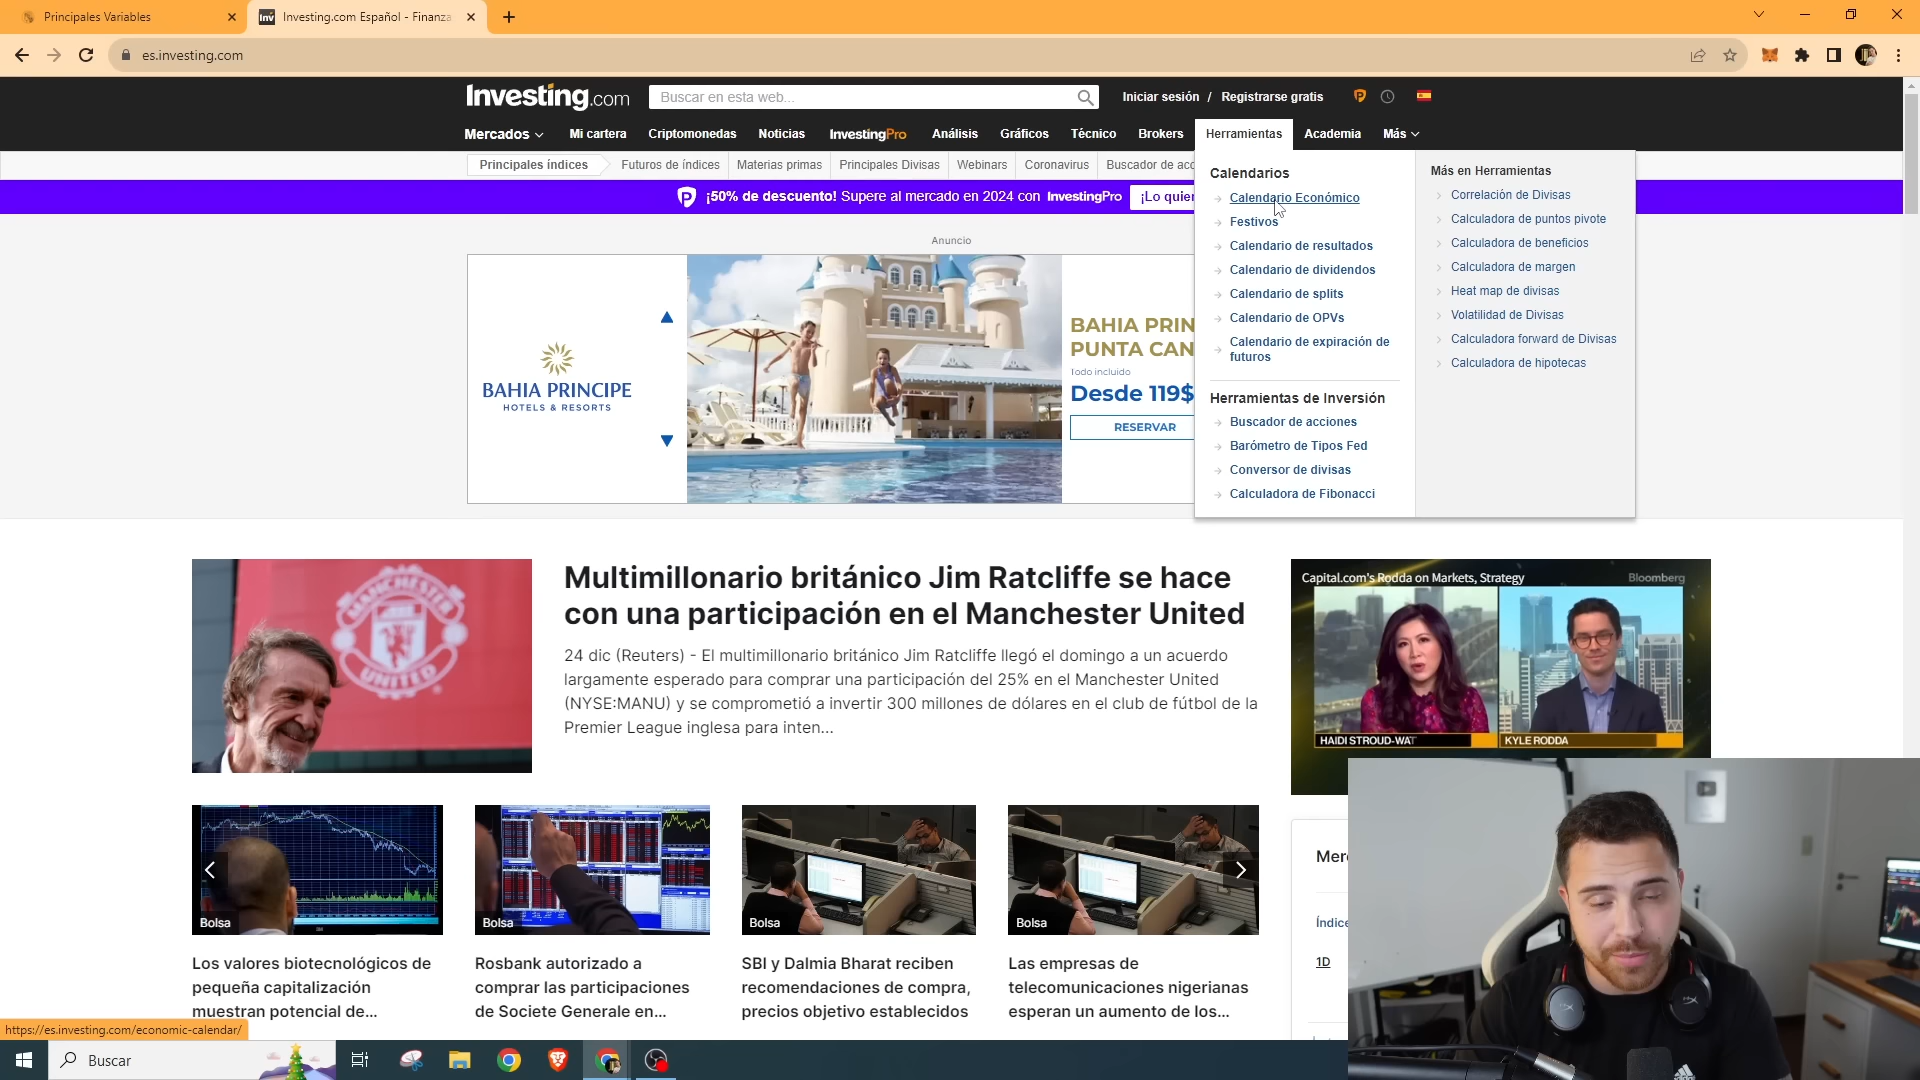 Principales Variables
Inv
Investing.com Español - Finanza
es.investing.com
Investing.com
Buscar en esta web...
Iniciar sesión / Registrarse gratis
Mercados
Mi cartera
Criptomonedas
Noticias
InvestingPro
Análisis
Gráficos
Técnico
Brokers
Herramientas
Academia
Más
Principales índices
Futuros de índices
Materias primas
Principales Divisas
Webinars
Coronavirus
Buscador de acc
¡50% de descuento! Supere al mercado en 2024 con InvestingPro
¡Lo quier
Calendarios
Calendario Económico
Festivos
Calendario de resultados
Calendario de dividendos
Calendario de splits
Calendario de OPVs
Calendario de expiración de
futuros
Herramientas de Inversión
Buscador de acciones
Barómetro de Tipos Fed
Conversor de divisas
Calculadora de Fibonacci
Más en Herramientas
Correlación de Divisas
Calculadora de puntos pivote
Calculadora de beneficios
Calculadora de margen
Heat map de divisas
Volatilidad de Divisas
Calculadora forward de Divisas
Calculadora de hipotecas
Anuncio
BAHIA PRINCIPE
HOTELS & RESORTS
BAHIA PRIN
PUNTA CAN
Todo incluido
Desde 119$
RESERVAR
MANCHESTER
UNITED
Multimillonario británico Jim Ratcliffe se hace
con una participación en el Manchester United
24 dic (Reuters) - El multimillonario británico Jim Ratcliffe llegó el domingo a un acuerdo
largamente esperado para comprar una participación del 25% en el Manchester United
(NYSE:MANU) y se comprometió a invertir 300 millones de dólares en el club de fútbol de la
Premier League inglesa para inten...
Capital.com's Rodda on Markets, Strategy
Bloomberg
HAIDI STROUD-WAT
KYLE RODDA
Bolsa
Bolsa
Bolsa
Bolsa
Los valores biotecnológicos de
pequeña capitalización
muestran potencial de...
Rosbank autorizado a
comprar las participaciones
de Societe Generale en...
SBI y Dalmia Bharat reciben
recomendaciones de compra,
precios objetivo establecidos
Las empresas de
telecomunicaciones nigerianas
esperan un aumento de los...
Mer
Índice
1D
https://es.investing.com/economic-calendar/
Buscar